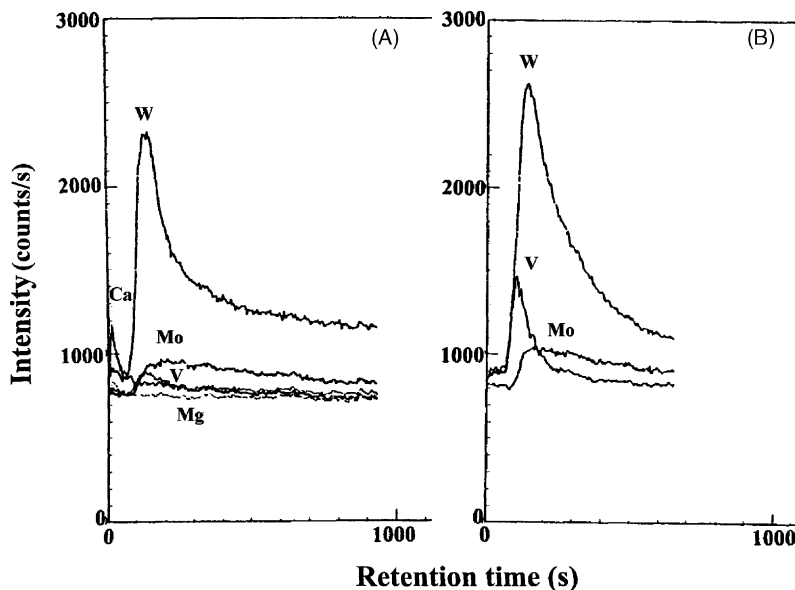 3000
(A)
W
2000
Ca
Mo
1000
V
Mg
0
0
1000
3000
(B)
W
2000
V
Mo
1000
0
0
1000
Intensity (counts/s)
Retention time (s)